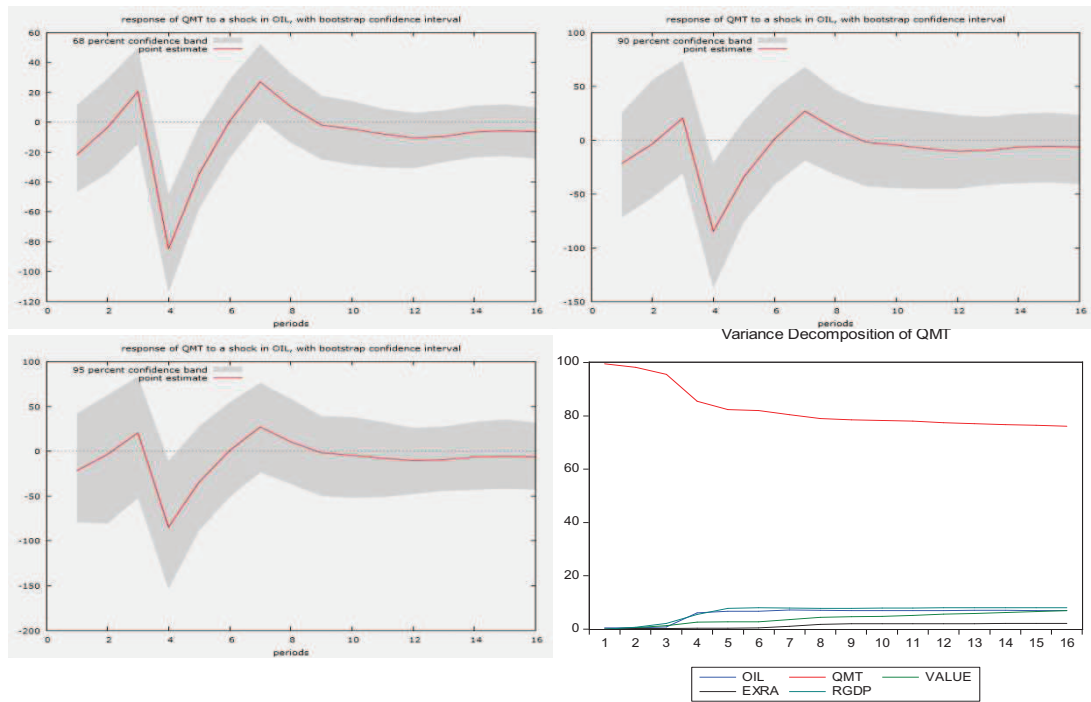 response of QMT to a shock in OIL, with bootstrap confidence interval
68 percent confidence band
point estimate
60
40
20
0
-20
-40
-60
-80
-100
-120
0 2 4 6 8 10 12 14 16
periods
response of QMT to a shock in OIL, with bootstrap confidence interval
90 percent confidence band
point estimate
100
50
0
-50
-100
-150
0 2 4 6 8 10 12 14 16
periods
response of QMT to a shock in OIL, with bootstrap confidence interval
95 percent confidence band
point estimate
100
50
0
-50
-100
-150
-200
0 2 4 6 8 10 12 14 16
periods
Variance Decomposition of QMT
100
80
60
40
20
0
1 2 3 4 5 6 7 8 9 10 11 12 13 14 15 16
OIL QMT VALUE
EXRA RGDP